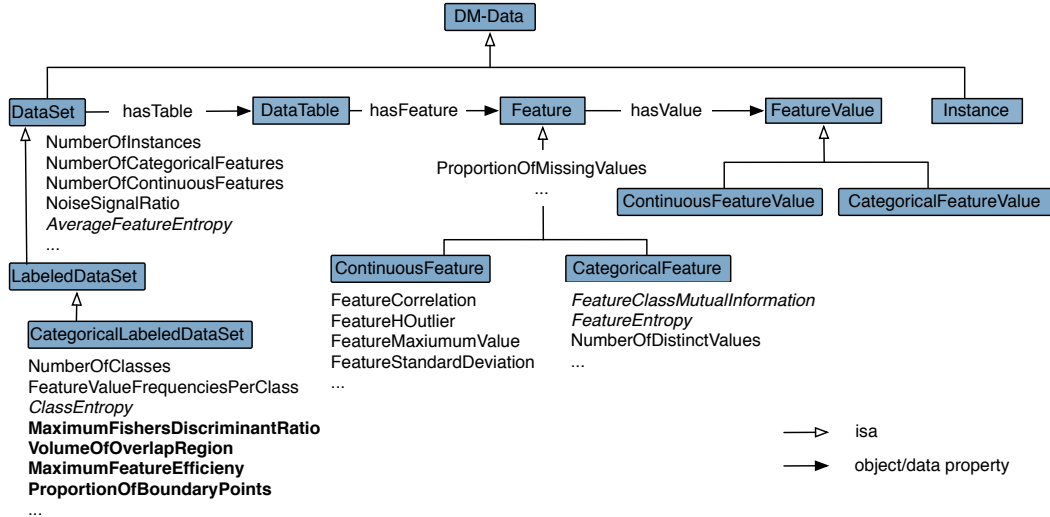 DM-Data
DataSet
hasTable
DataTable
hasFeature
Feature
hasValue
FeatureValue
Instance
NumberOfInstances
NumberOfCategoricalFeatures
NumberOfContinuousFeatures
NoiseSignalRatio
AverageFeatureEntropy
...
ProportionOfMissingValues
...
ContinuousFeatureValue
CategoricalFeatureValue
LabeledDataSet
CategoricalLabeledDataSet
NumberOfClasses
FeatureValueFrequenciesPerClass
ClassEntropy
MaximumFishersDiscriminantRatio
VolumeOfOverlapRegion
MaximumFeatureEfficieny
ProportionOfBoundaryPoints
...
ContinuousFeature
FeatureCorrelation
FeatureHOutlier
FeatureMaxiumumValue
FeatureStandardDeviation
...
CategoricalFeature
FeatureClassMutualInformation
FeatureEntropy
NumberOfDistinctValues
...
isa
object/data property